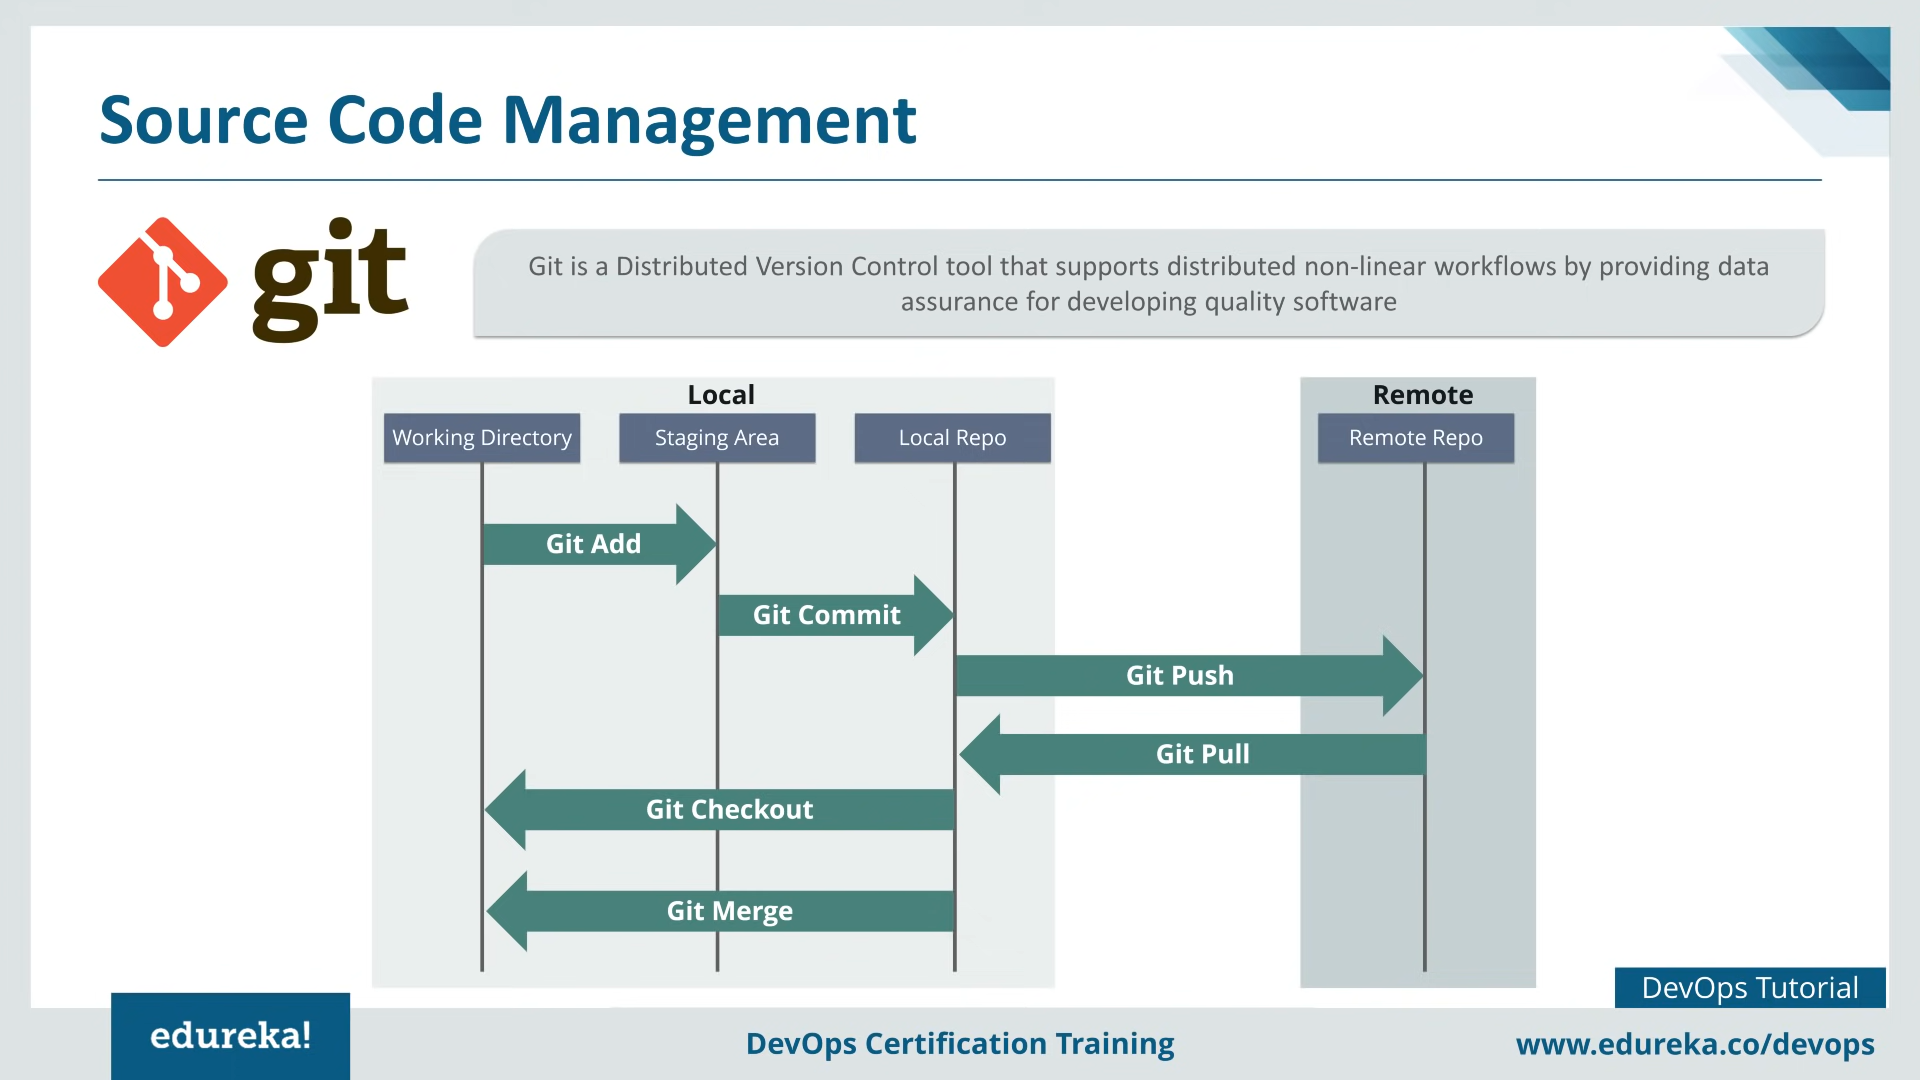 Source Code Management
git
Git is a Distributed Version Control tool that supports distributed non-linear workflows by providing data
assurance for developing quality software
Local
Remote
Working Directory
Staging Area
Local Repo
Remote Repo
Git Add
Git Commit
Git Push
Git Pull
Git Checkout
Git Merge
DevOps Tutorial
edureka!
DevOps Certification Training
www.edureka.co/devops